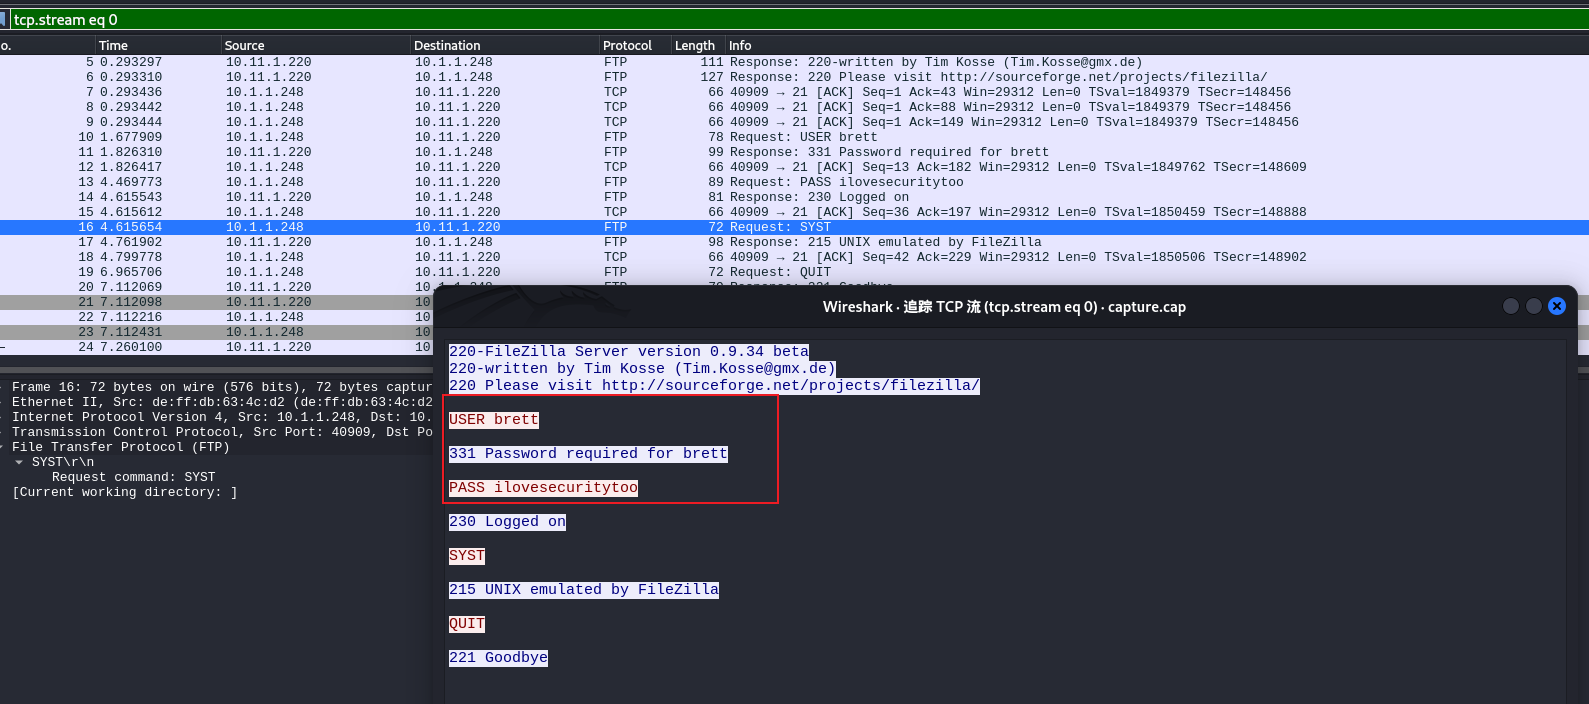 tcp.stream eq 0
o. Time Source Destination Protocol Length Info
5 0.293297 10.11.1.220 10.1.1.248 FTP 111 Response: 220-written by Tim Kosse (Tim.Kosse@gmx.de)
6 0.293310 10.11.1.220 10.1.1.248 FTP 127 Response: 220 Please visit http://sourceforge.net/projects/filezilla/
7 0.293436 10.1.1.248 10.11.1.220 TCP 66 40909 → 21 [ACK] Seq=1 Ack=43 Win=29312 Len=0 TSval=1849379 TSecr=148456
8 0.293442 10.1.1.248 10.11.1.220 TCP 66 40909 → 21 [ACK] Seq=1 Ack=88 Win=29312 Len=0 TSval=1849379 TSecr=148456
9 0.293444 10.1.1.248 10.11.1.220 TCP 66 40909 → 21 [ACK] Seq=1 Ack=149 Win=29312 Len=0 TSval=1849379 TSecr=148456
10 1.677909 10.1.1.248 10.11.1.220 FTP 78 Request: USER brett
11 1.826310 10.11.1.220 10.1.1.248 FTP 99 Response: 331 Password required for brett
12 1.826417 10.1.1.248 10.11.1.220 TCP 66 40909 → 21 [ACK] Seq=13 Ack=182 Win=29312 Len=0 TSval=1849762 TSecr=148609
13 4.469773 10.1.1.248 10.11.1.220 FTP 89 Request: PASS ilovesecuritytoo
14 4.615543 10.11.1.220 10.1.1.248 FTP 81 Response: 230 Logged on
15 4.615612 10.1.1.248 10.11.1.220 TCP 66 40909 → 21 [ACK] Seq=36 Ack=197 Win=29312 Len=0 TSval=1850459 TSecr=148888
16 4.615654 10.1.1.248 10.11.1.220 FTP 72 Request: SYST
17 4.761902 10.11.1.220 10.1.1.248 FTP 98 Response: 215 UNIX emulated by FileZilla
18 4.799778 10.1.1.248 10.11.1.220 TCP 66 40909 → 21 [ACK] Seq=42 Ack=229 Win=29312 Len=0 TSval=1850506 TSecr=148902
19 6.965706 10.1.1.248 10.11.1.220 FTP 72 Request: QUIT
20 7.112069 10.11.1.220
21 7.112098 10.11.1.220 10
22 7.112216 10.1.1.248 10
23 7.112431 10.1.1.248 10
24 7.260100 10.11.1.220 10
Frame 16: 72 bytes on wire (576 bits), 72 bytes captur
Ethernet II, Src: de:ff:db:63:4c:d2 (de:ff:db:63:4c:d2
Internet Protocol Version 4, Src: 10.1.1.248, Dst: 10.
Transmission Control Protocol, Src Port: 40909, Dst Po
File Transfer Protocol (FTP)
SYST\r\n
Request command: SYST
[Current working directory: ]
Wireshark · 追踪 TCP 流 (tcp.stream eq 0) · capture.cap
220-FileZilla Server version 0.9.34 beta
220-written by Tim Kosse (Tim.Kosse@gmx.de)
220 Please visit http://sourceforge.net/projects/filezilla/
USER brett
331 Password required for brett
PASS ilovesecuritytoo
230 Logged on
SYST
215 UNIX emulated by FileZilla
QUIT
221 Goodbye